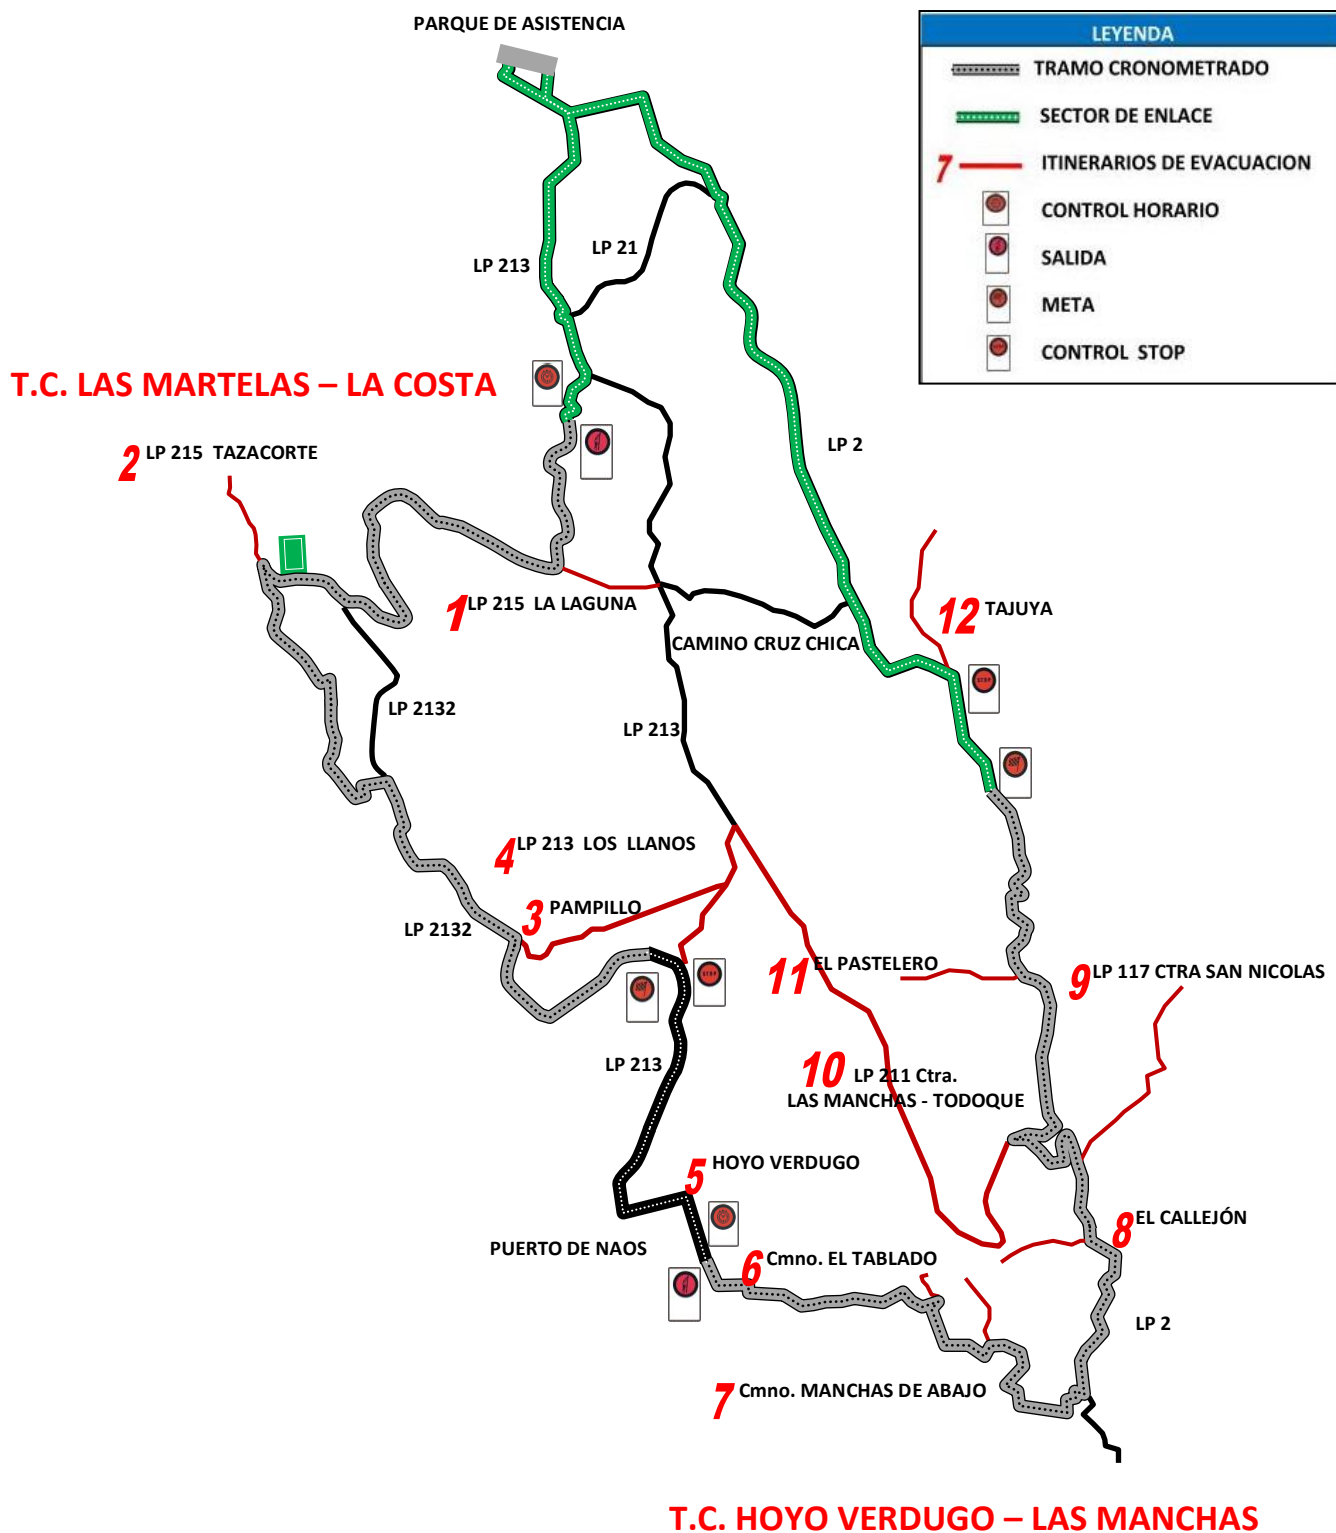 PARQUE DE ASISTENCIA
LEYENDA
TRAMO CRONOMETRADO
SECTOR DE ENLACE
7 ITINERARIOS DE EVACUACION
CONTROL HORARIO
SALIDA
META
CONTROL STOP
LP 21
LP 213
T.C. LAS MARTELAS – LA COSTA
LP 2
2 LP 215 TAZACORTE
1 LP 215 LA LAGUNA
12 TAJUYA
CAMINO CRUZ CHICA
STOP
LP 2132
LP 213
4 LP 213 LOS LLANOS
3 PAMPILLO
LP 2132
11 EL PASTELERO
9 LP 117 CTRA SAN NICOLAS
STOP
LP 213
10 LP 211 Ctra.
LAS MANCHAS - TODOQUE
5 HOYO VERDUGO
8 EL CALLEJÓN
PUERTO DE NAOS
6 Cmno. EL TABLADO
LP 2
7 Cmno. MANCHAS DE ABAJO
T.C. HOYO VERDUGO – LAS MANCHAS